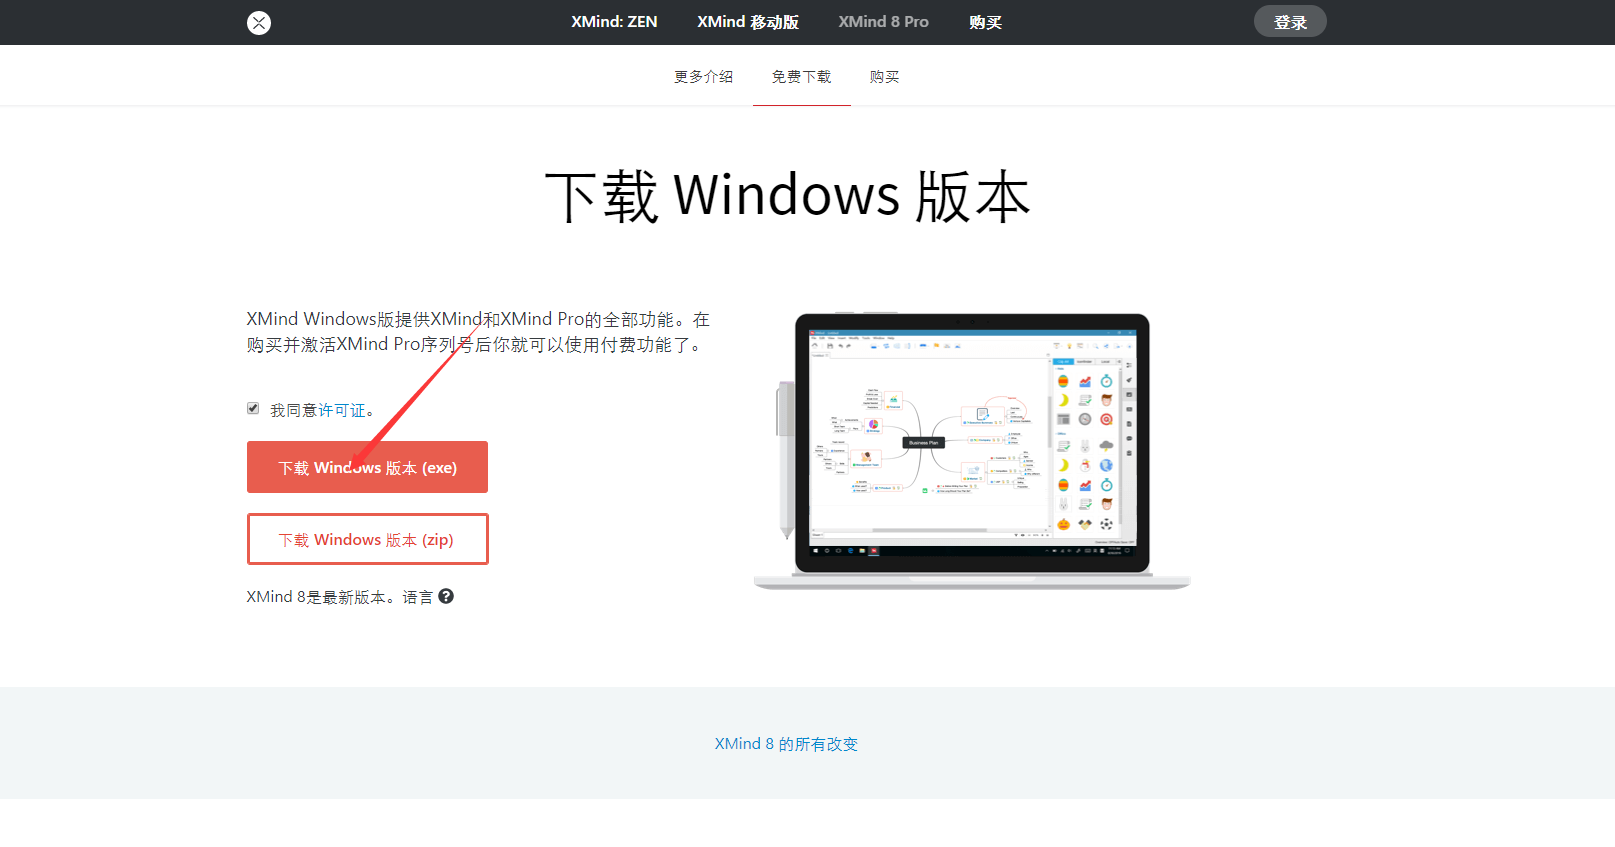 XMind: ZEN XMind 移动版 XMind 8 Pro 购买 登录
更多介绍 免费下载 购买
下载 Windows 版本
XMind Windows版提供XMind和XMind Pro的全部功能。在
购买并激活XMind Pro序列号后你就可以使用付费功能了。
我同意许可证。
下载 Windows 版本 (exe)
下载 Windows 版本 (zip)
XMind 8是最新版本。语言
Business Plan
XMind 8 的所有改变